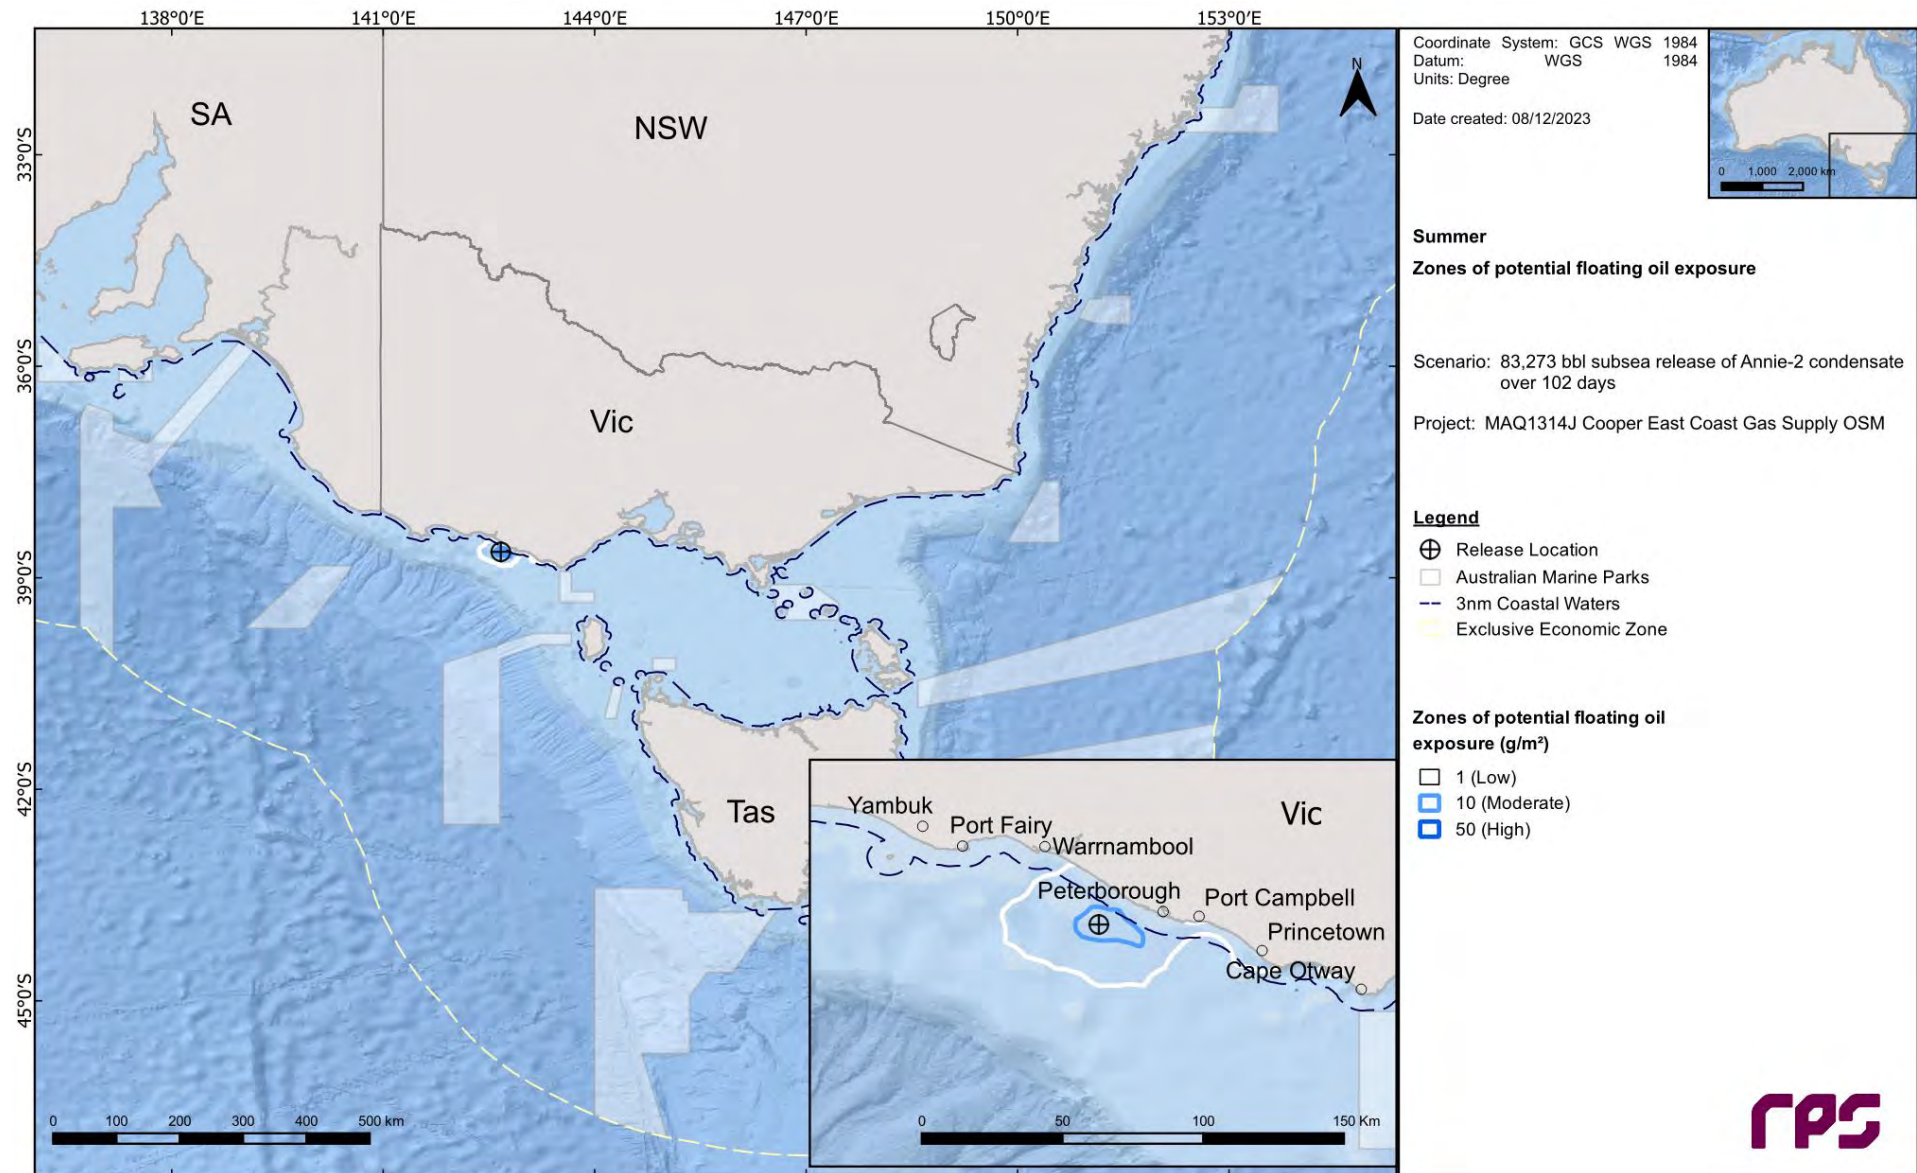 138°0'E 141°0'E 144°0'E 147°0'E 150°0'E 153°0'E
33°0'S
36°0'S
39°0'S
42°0'S
45°0'S
SA
NSW
Vic
Tas
N
0 100 200 300 400 500 km
Vic
Yambuk
Port Fairy
Warrnambool
Peterborough
Port Campbell
Princetown
Cape Otway
0 50 100 150 Km
Coordinate System: GCS WGS 1984
Datum: WGS 1984
Units: Degree
Date created: 08/12/2023
0 1,000 2,000 km
Summer
Zones of potential floating oil exposure
Scenario: 83,273 bbl subsea release of Annie-2 condensate
over 102 days
Project: MAQ1314J Cooper East Coast Gas Supply OSM
Legend
Release Location
Australian Marine Parks
3nm Coastal Waters
Exclusive Economic Zone
Zones of potential floating oil
exposure (g/m²)
1 (Low)
10 (Moderate)
50 (High)
rps